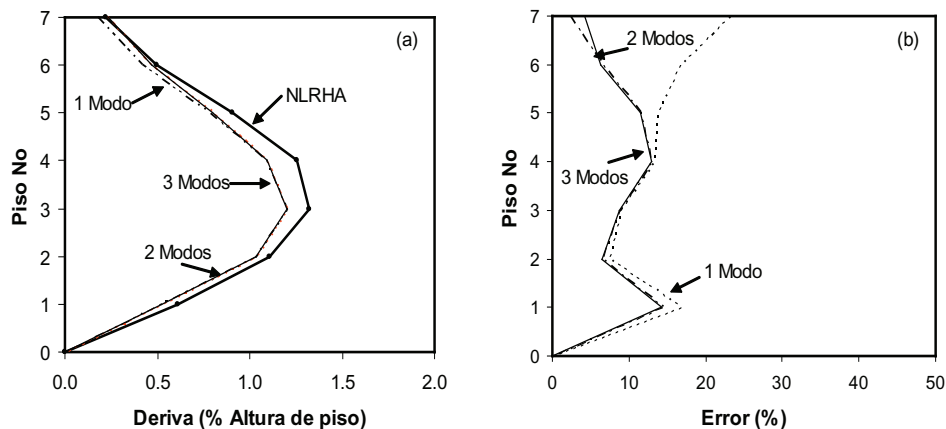 7
6
5
4
3
2
1
0
Piso No
(a)
1 Modo
NLRHA
3 Modos
2 Modos
0.0 0.5 1.0 1.5 2.0
Deriva (% Altura de piso)
7
6
5
4
3
2
1
0
Piso No
(b)
2 Modos
3 Modos
1 Modo
0 10 20 30 40 50
Error (%)